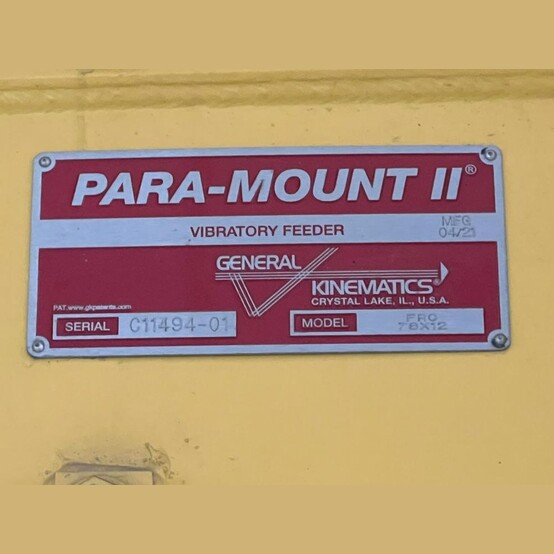 PARA-MOUNT II®
VIBRATORY FEEDER
MFG
04/21
GENERAL
KINEMATICS
CRYSTAL LAKE, IL., U.S.A.
PAT. www.gkpatents.com
SERIAL C11494-01
MODEL FRC
78X12